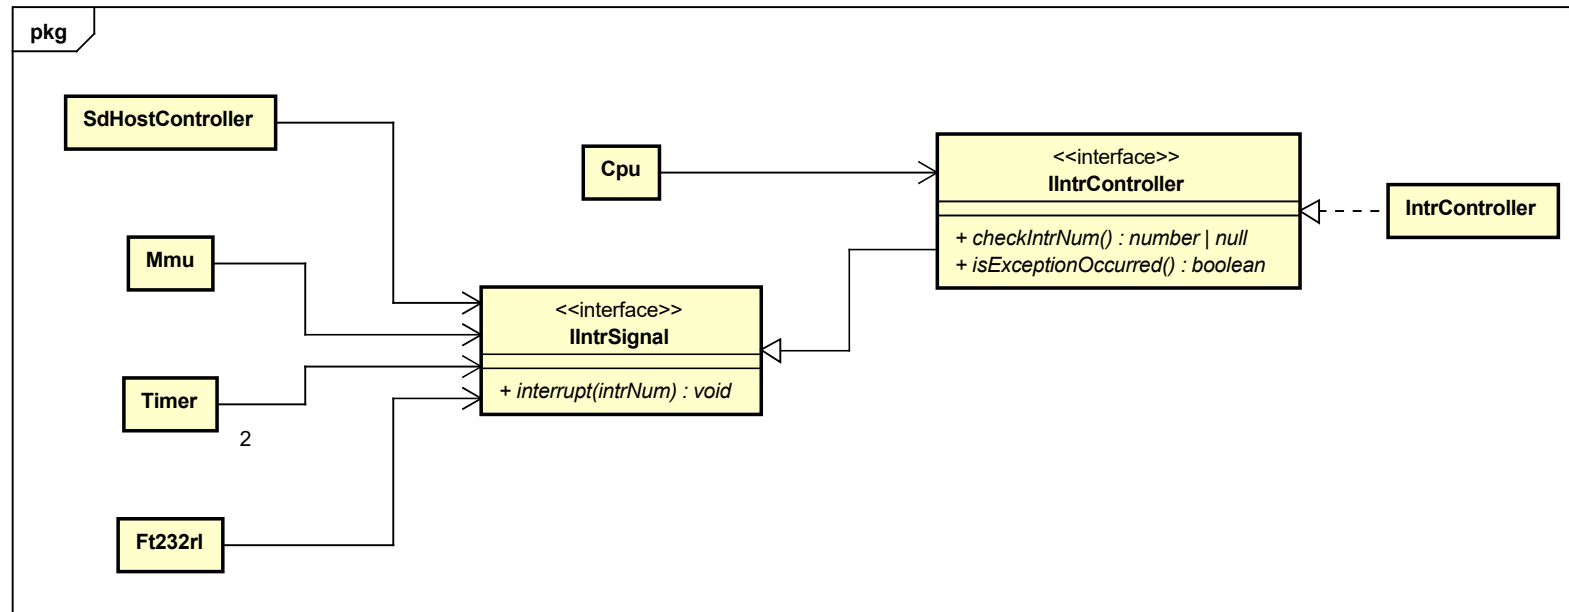 pkg
SdHostController
Cpu
<<interface>>
IIntrController
+ checkIntrNum() : number | null
+ isExceptionOccurred() : boolean
IntrController
Mmu
<<interface>>
IIntrSignal
+ interrupt(intrNum) : void
Timer
2
Ft232rl